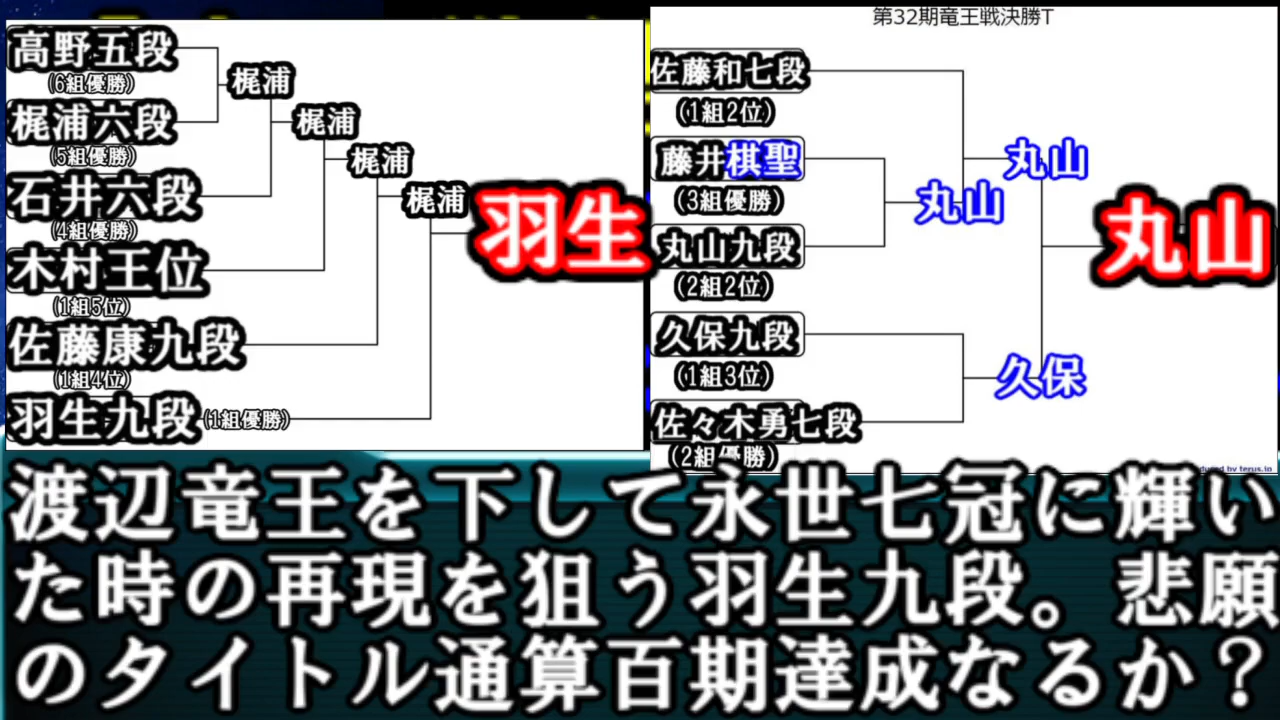 高野五段
(6組優勝)
梶浦六段
(5組優勝)
石井六段
(4組優勝)
木村王位
(1組5位)
佐藤康九段
(1組4位)
羽生九段(1組優勝)
梶浦
梶浦
梶浦
梶浦
羽生
第32期竜王戦決勝T
佐藤和七段
(1組2位)
藤井棋聖
(3組優勝)
丸山九段
(2組2位)
久保九段
(1組3位)
佐々木勇七段
(2組優勝)
丸山
丸山
久保
丸山
by terus.io
渡辺竜王を下して永世七冠に輝い
た時の再現を狙う羽生九段。悲願
のタイトル通算百期達成なるか？